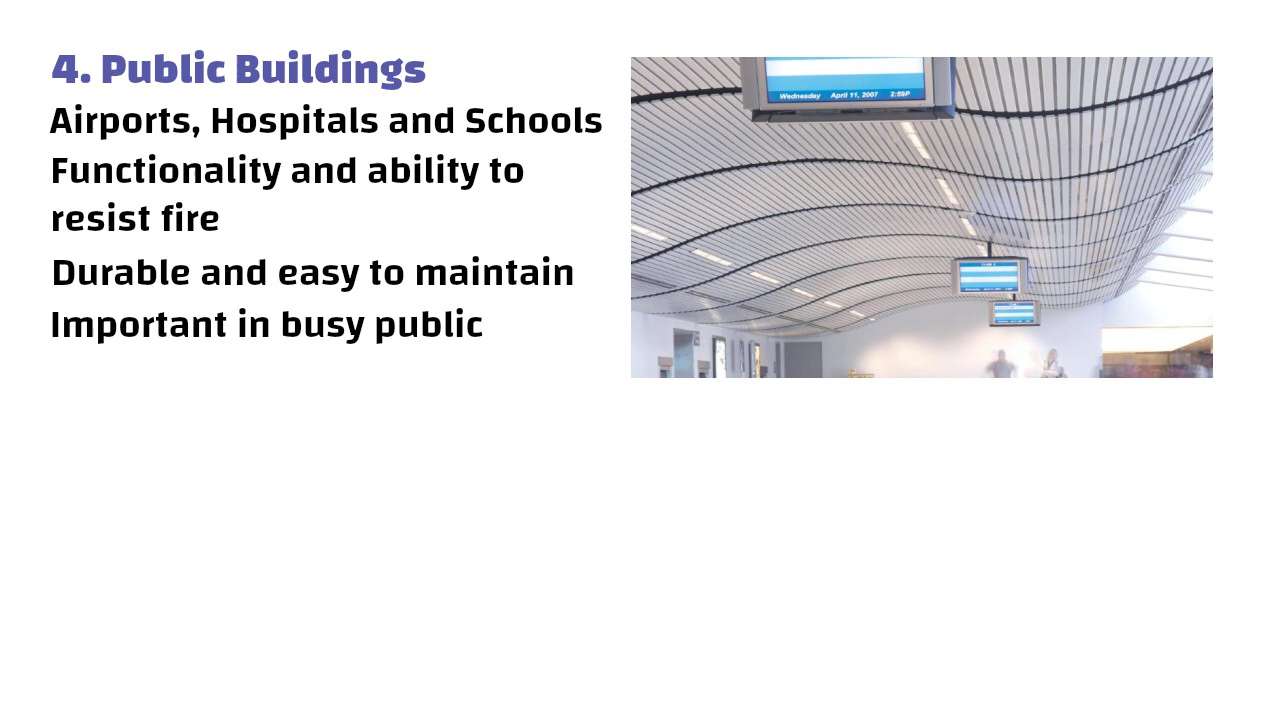 4. Public Buildings
Airports, Hospitals and Schools
Functionality and ability to
resist fire
Durable and easy to maintain
Important in busy public
Wednesday April 11, 2007 2:59P